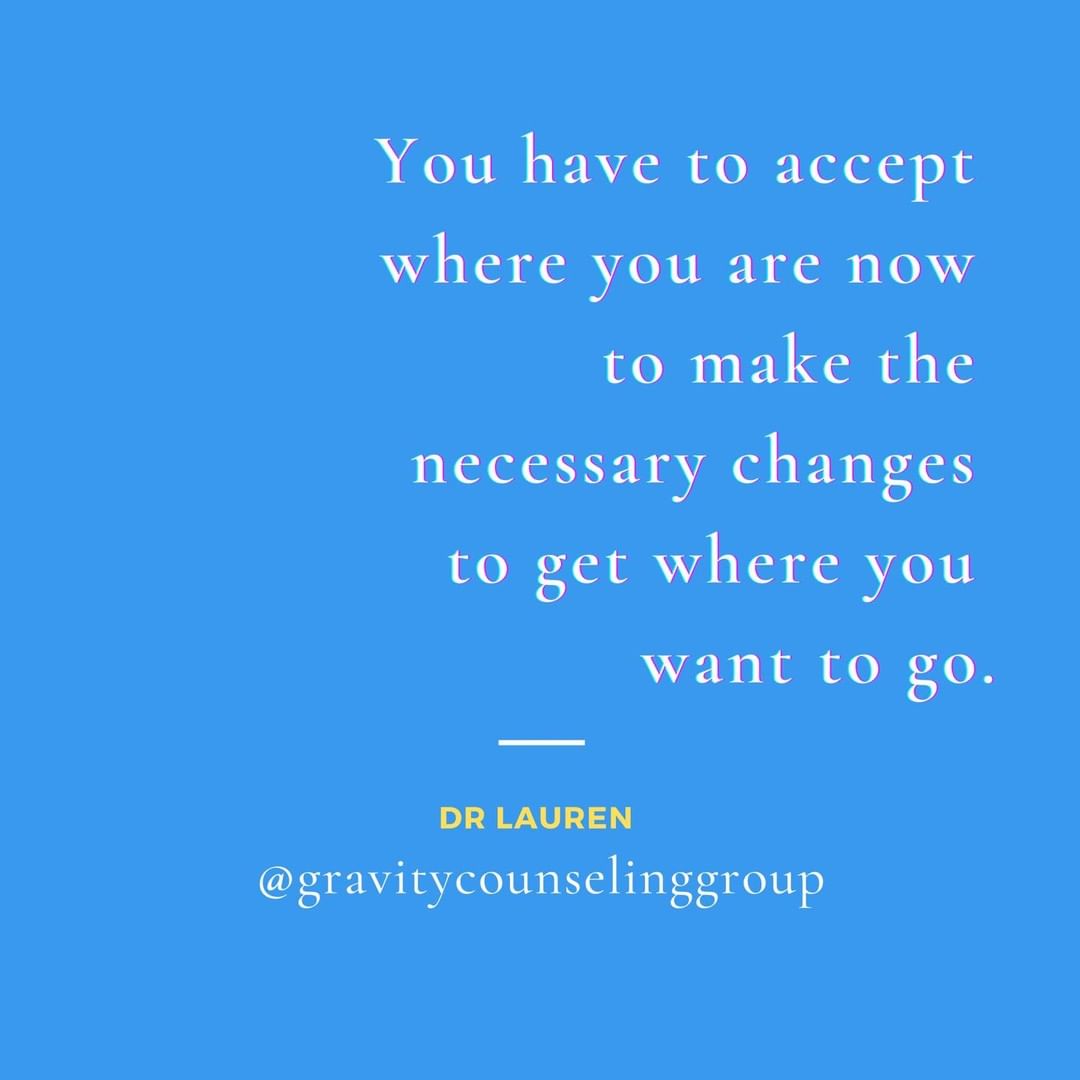 You have to accept
where you are now
to make the
necessary changes
to get where you
want to go.
DR LAUREN
@gravitycounselinggroup